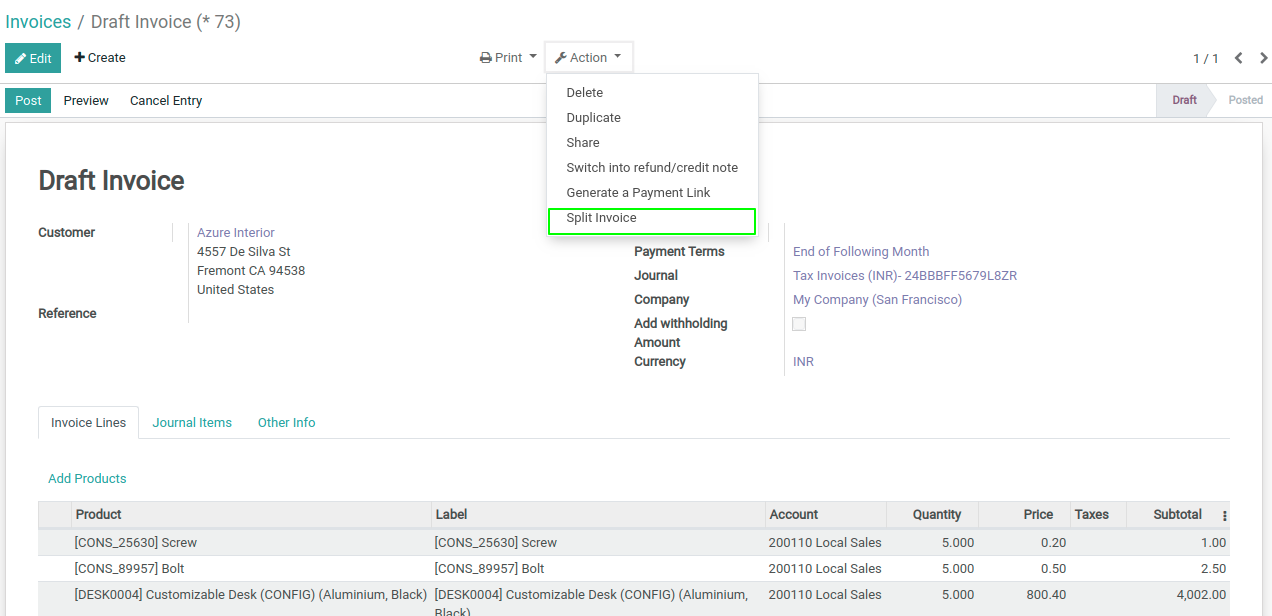 Invoices / Draft Invoice (* 73)
Edit
Create
Print
Action
1 / 1
Post
Preview
Cancel Entry
Draft
Posted
Delete
Duplicate
Share
Switch into refund/credit note
Generate a Payment Link
Split Invoice
Draft Invoice
Customer
Azure Interior
4557 De Silva St
Fremont CA 94538
United States
Reference
Payment Terms
End of Following Month
Journal
Tax Invoices (INR)- 24BBBFF5679L8ZR
Company
My Company (San Francisco)
Add withholding
Amount
Currency
INR
Invoice Lines
Journal Items
Other Info
Add Products
Product Label Account Quantity Price Taxes Subtotal
[CONS_25630] Screw [CONS_25630] Screw 200110 Local Sales 5.000 0.20 1.00
[CONS_89957] Bolt [CONS_89957] Bolt 200110 Local Sales 5.000 0.50 2.50
[DESK0004] Customizable Desk (CONFIG) (Aluminium, Black) [DESK0004] Customizable Desk (CONFIG) (Aluminium, 200110 Local Sales 5.000 800.40 4,002.00
Black)